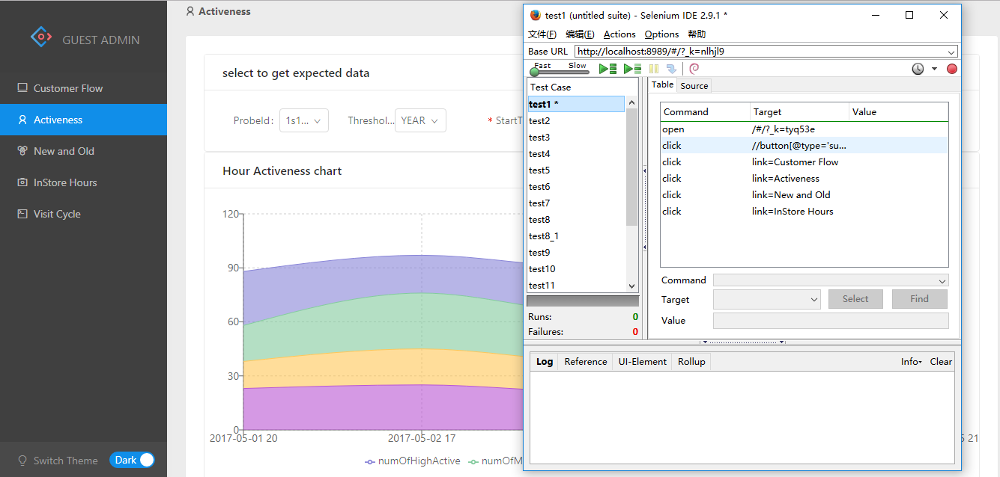 Activeness
GUEST ADMIN
Customer Flow
Activeness
New and Old
InStore Hours
Visit Cycle
Switch Theme
Dark
select to get expected data
ProbeId:
1s1...
Threshol...
YEAR
* StartT
Hour Activeness chart
120
90
60
30
0
2017-05-01 20
2017-05-02 17
5 21
numOfHighActive
numOfM
test1 (untitled suite) - Selenium IDE 2.9.1 *
文件(F) 编辑(E) Actions Options 帮助
Base URL http://localhost:8989/#/?_k=nlhjl9
Fast Slow
Test Case
test1 *
test2
test3
test4
test5
test6
test7
test8
test8_1
test9
test10
test11
Runs: 0
Failures: 0
Table Source
Command Target Value
open /#/?_k=tyq53e
click //button[@type='su...
click link=Customer Flow
click link=Activeness
click link=New and Old
click link=InStore Hours
Command
Target Select Find
Value
Log Reference UI-Element Rollup Info Clear